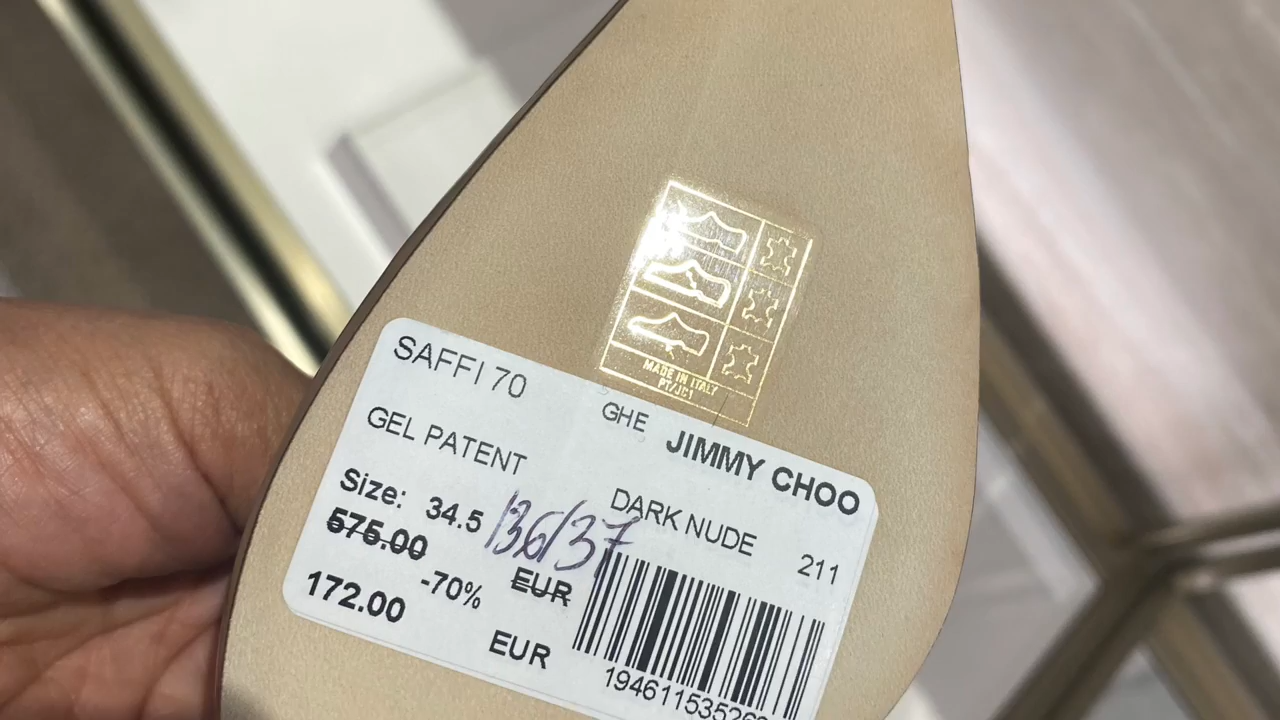 MADE IN ITALY
PT/JC1
SAFFI 70
GHE JIMMY CHOO
GEL PATENT
DARK NUDE 211
Size: 34.5 /36/37
575.00 EUR
-70%
172.00 EUR